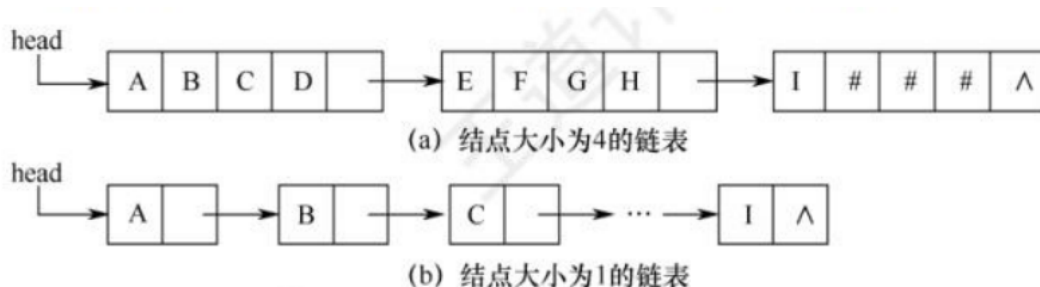 head
A B C D E F G H I # # # ∧
(a) 结点大小为4的链表
head
A B C ⋯ I ∧
(b) 结点大小为1的链表